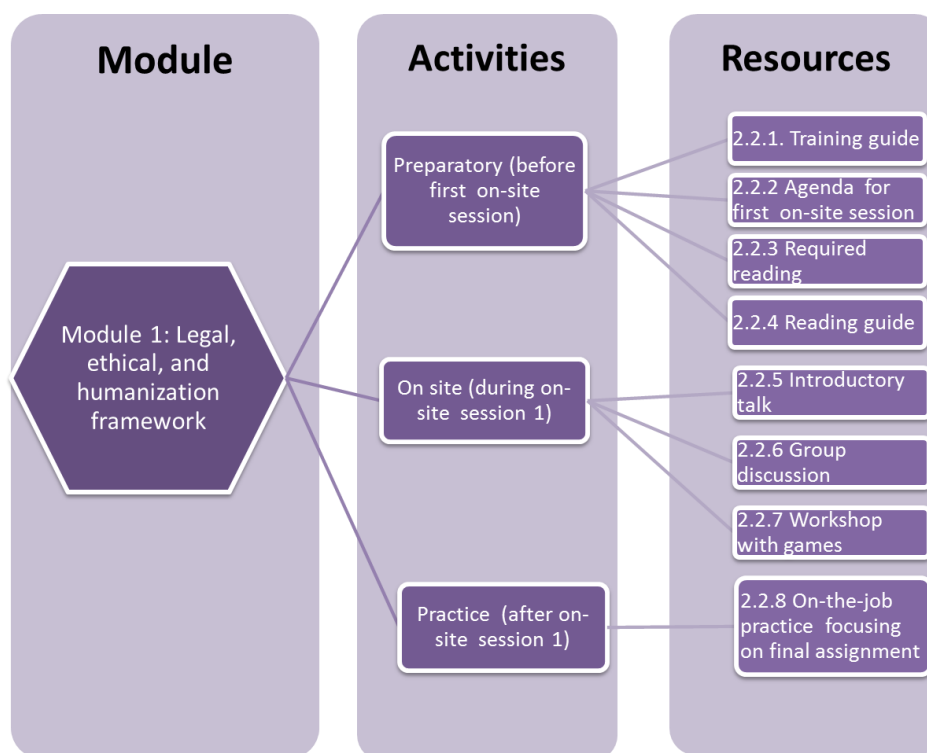 Module
Activities
Resources
Module 1: Legal,
ethical, and
humanization
framework
Preparatory (before
first on-site
session)
On site (during on-
site session 1)
Practice (after on-
site session 1)
2.2.1. Training guide
2.2.2 Agenda for
first on-site session
2.2.3 Required
reading
2.2.4 Reading guide
2.2.5 Introductory
talk
2.2.6 Group
discussion
2.2.7 Workshop
with games
2.2.8 On-the-job
practice focusing
on final assignment